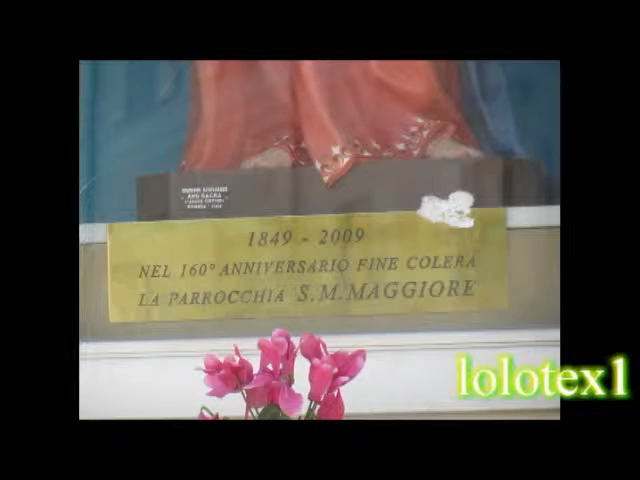 1849 - 2009
NEL 160° ANNIVERSARIO FINE COLERA
LA PARROCCHIA S.M.MAGGIORE
lolotex1